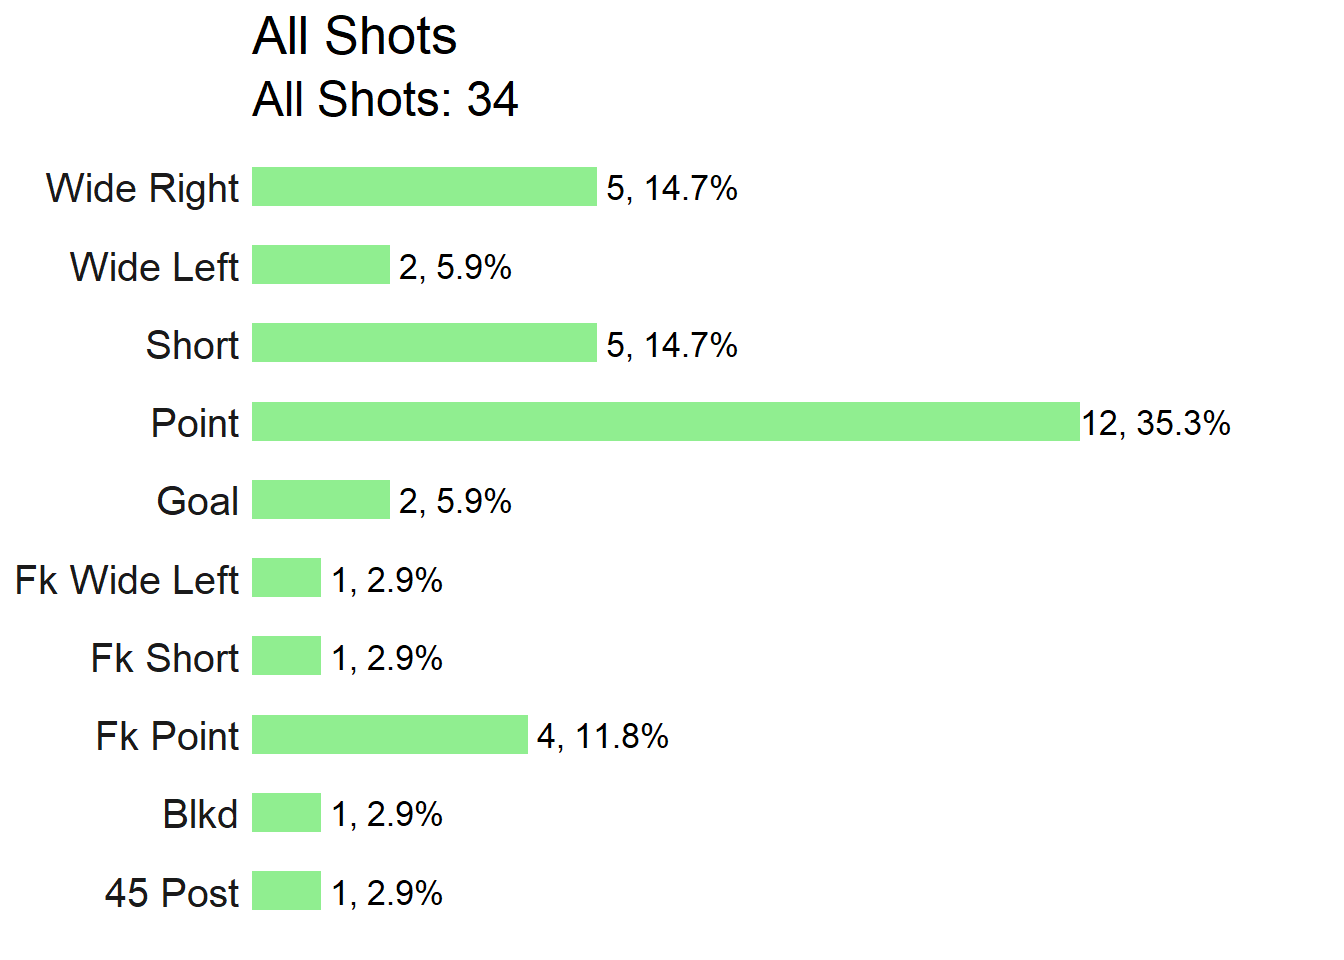 All Shots
All Shots: 34
Wide Right 5, 14.7%
Wide Left 2, 5.9%
Short 5, 14.7%
Point 12, 35.3%
Goal 2, 5.9%
Fk Wide Left 1, 2.9%
Fk Short 1, 2.9%
Fk Point 4, 11.8%
Blkd 1, 2.9%
45 Post 1, 2.9%